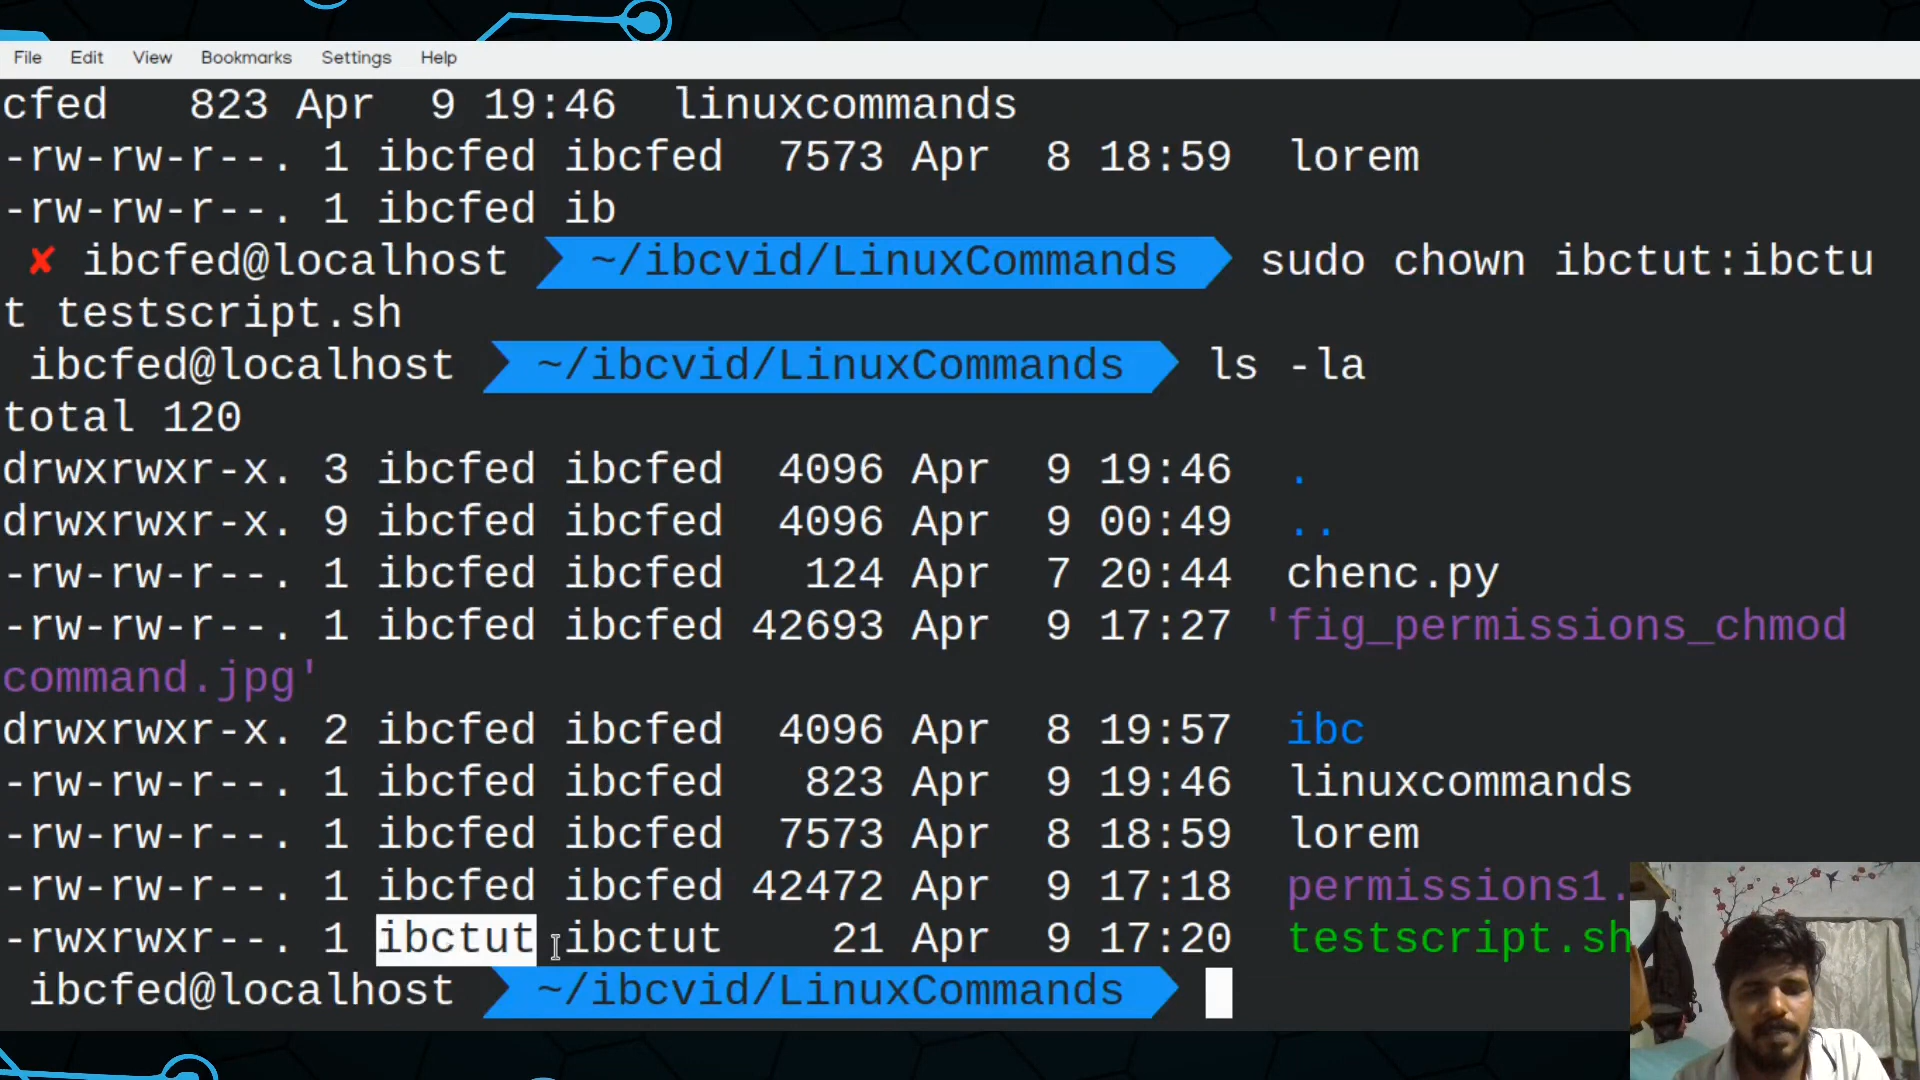 File Edit View Bookmarks Settings Help
cfed 823 Apr 9 19:46 linuxcommands
-rw-rw-r--. 1 ibcfed ibcfed 7573 Apr 8 18:59 lorem
-rw-rw-r--. 1 ibcfed ib
✘ ibcfed@localhost ~/ibcvid/LinuxCommands sudo chown ibctut:ibctu
t testscript.sh
ibcfed@localhost ~/ibcvid/LinuxCommands ls -la
total 120
drwxrwxr-x. 3 ibcfed ibcfed 4096 Apr 9 19:46 .
drwxrwxr-x. 9 ibcfed ibcfed 4096 Apr 9 00:49 ..
-rw-rw-r--. 1 ibcfed ibcfed 124 Apr 7 20:44 chenc.py
-rw-rw-r--. 1 ibcfed ibcfed 42693 Apr 9 17:27 'fig_permissions_chmod
command.jpg'
drwxrwxr-x. 2 ibcfed ibcfed 4096 Apr 8 19:57 ibc
-rw-rw-r--. 1 ibcfed ibcfed 823 Apr 9 19:46 linuxcommands
-rw-rw-r--. 1 ibcfed ibcfed 7573 Apr 8 18:59 lorem
-rw-rw-r--. 1 ibcfed ibcfed 42472 Apr 9 17:18 permissions1.
-rwxrwxr--. 1 ibctut ibctut 21 Apr 9 17:20 testscript.sh
ibcfed@localhost ~/ibcvid/LinuxCommands